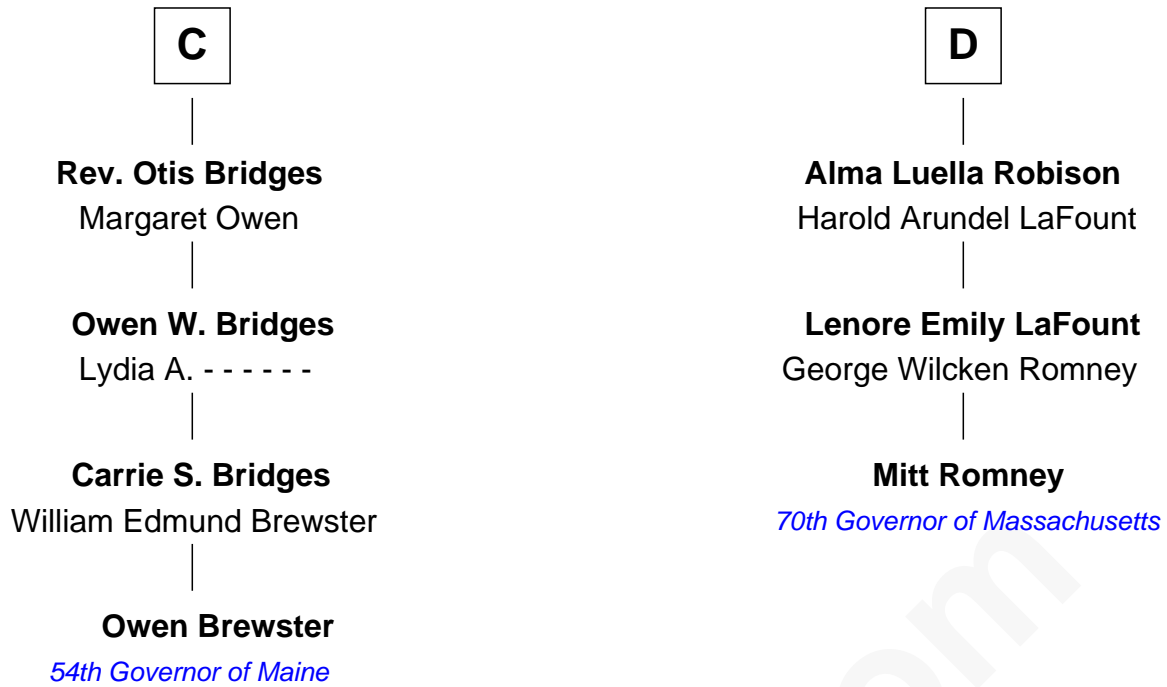 C
Rev. Otis Bridges
Margaret Owen
Owen W. Bridges
Lydia A. - - - - - -
Carrie S. Bridges
William Edmund Brewster
Owen Brewster
54th Governor of Maine
D
Alma Luella Robison
Harold Arundel LaFount
Lenore Emily LaFount
George Wilcken Romney
Mitt Romney
70th Governor of Massachusetts
om